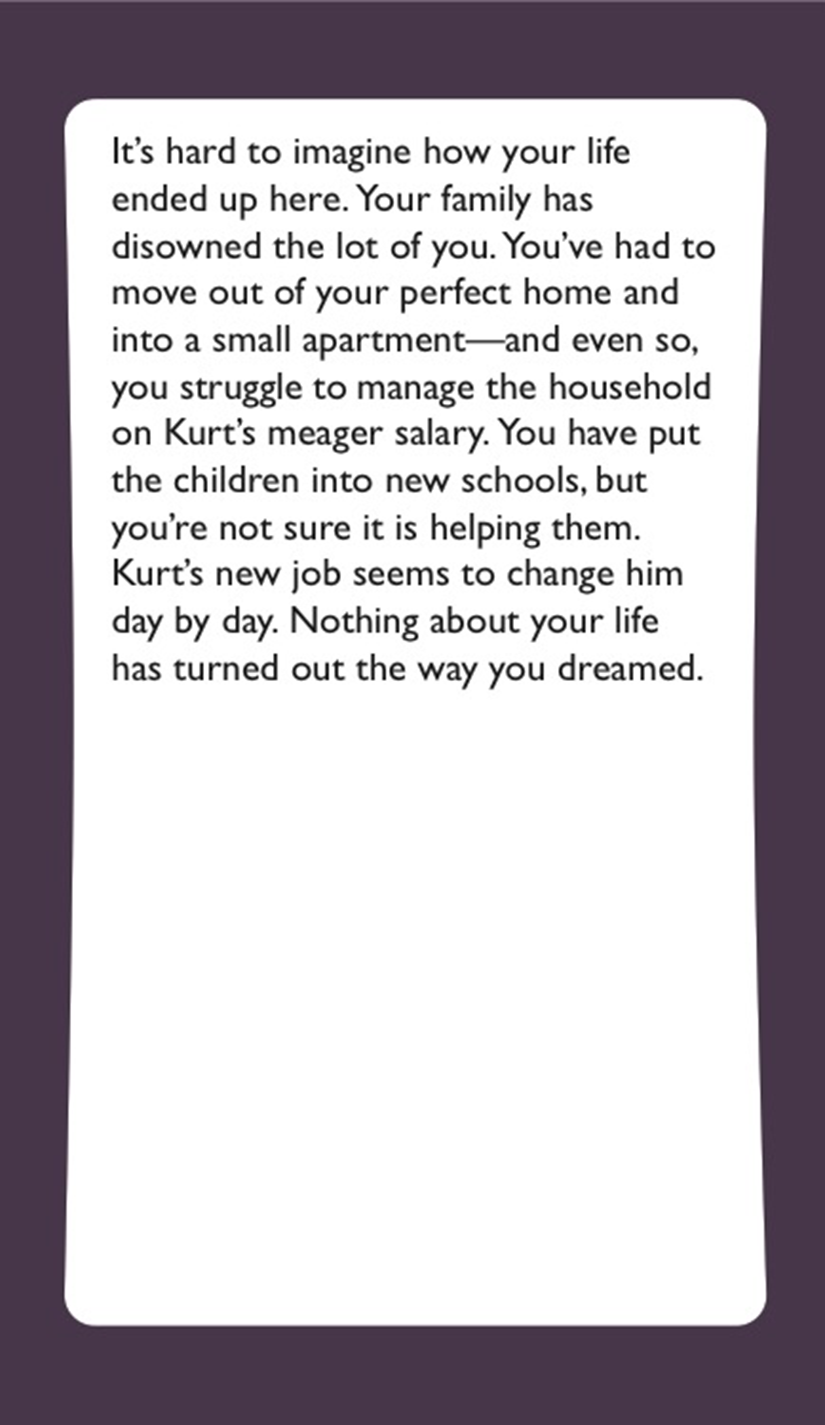 It’s hard to imagine how your life
ended up here. Your family has
disowned the lot of you. You’ve had to
move out of your perfect home and
into a small apartment—and even so,
you struggle to manage the household
on Kurt’s meager salary. You have put
the children into new schools, but
you’re not sure it is helping them.
Kurt’s new job seems to change him
day by day. Nothing about your life
has turned out the way you dreamed.